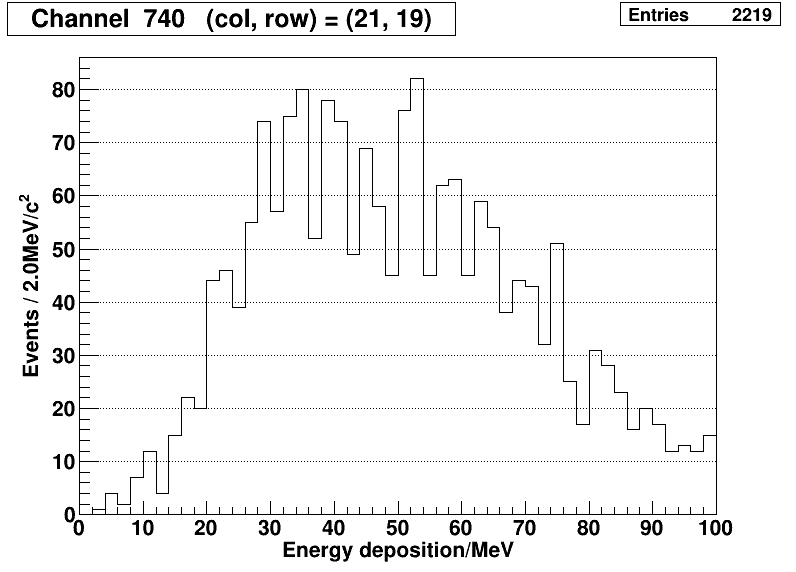 Channel 740 (col, row) = (21, 19)
Entries 2219
80
70
60
50
40
30
20
10
0
Events / 2.0MeV/c²
0 10 20 30 40 50 60 70 80 90 100
Energy deposition/MeV